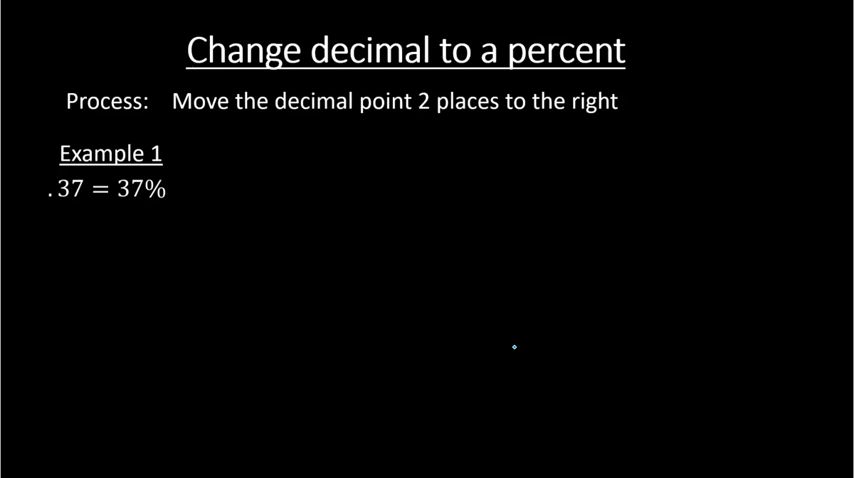 Change decimal to a percent
Process: Move the decimal point 2 places to the right
Example 1
.37 = 37%